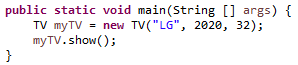 public static void main(String [] args) {
    TV myTV = new TV("LG", 2020, 32);
    myTV.show();
}